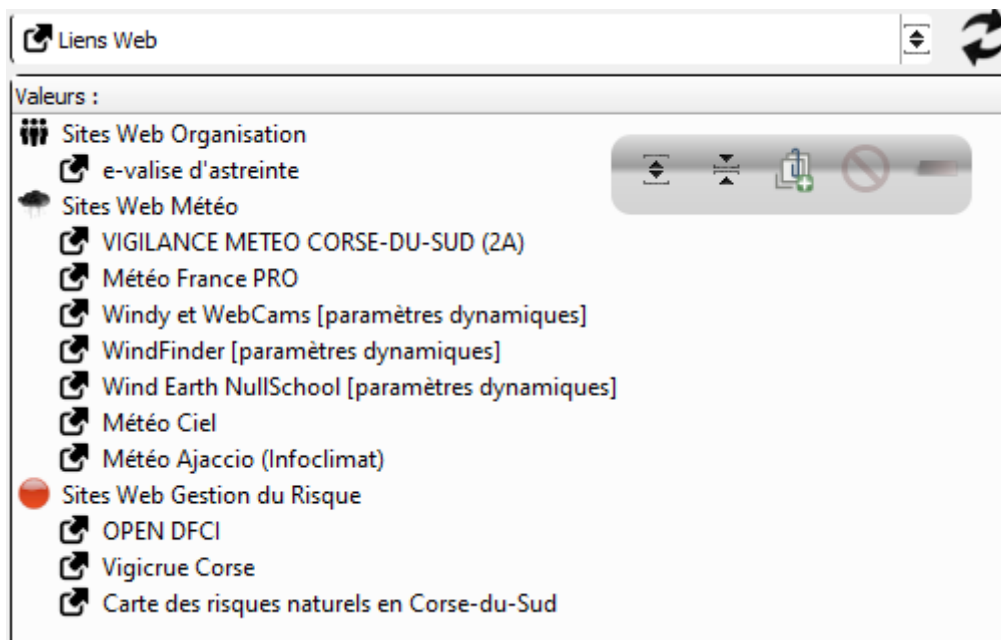 Liens Web
Valeurs :
Sites Web Organisation
e-valise d'astreinte
Sites Web Météo
VIGILANCE METEO CORSE-DU-SUD (2A)
Météo France PRO
Windy et WebCams [paramètres dynamiques]
WindFinder [paramètres dynamiques]
Wind Earth NullSchool [paramètres dynamiques]
Météo Ciel
Météo Ajaccio (Infoclimat)
Sites Web Gestion du Risque
OPEN DFCI
Vigicrue Corse
Carte des risques naturels en Corse-du-Sud